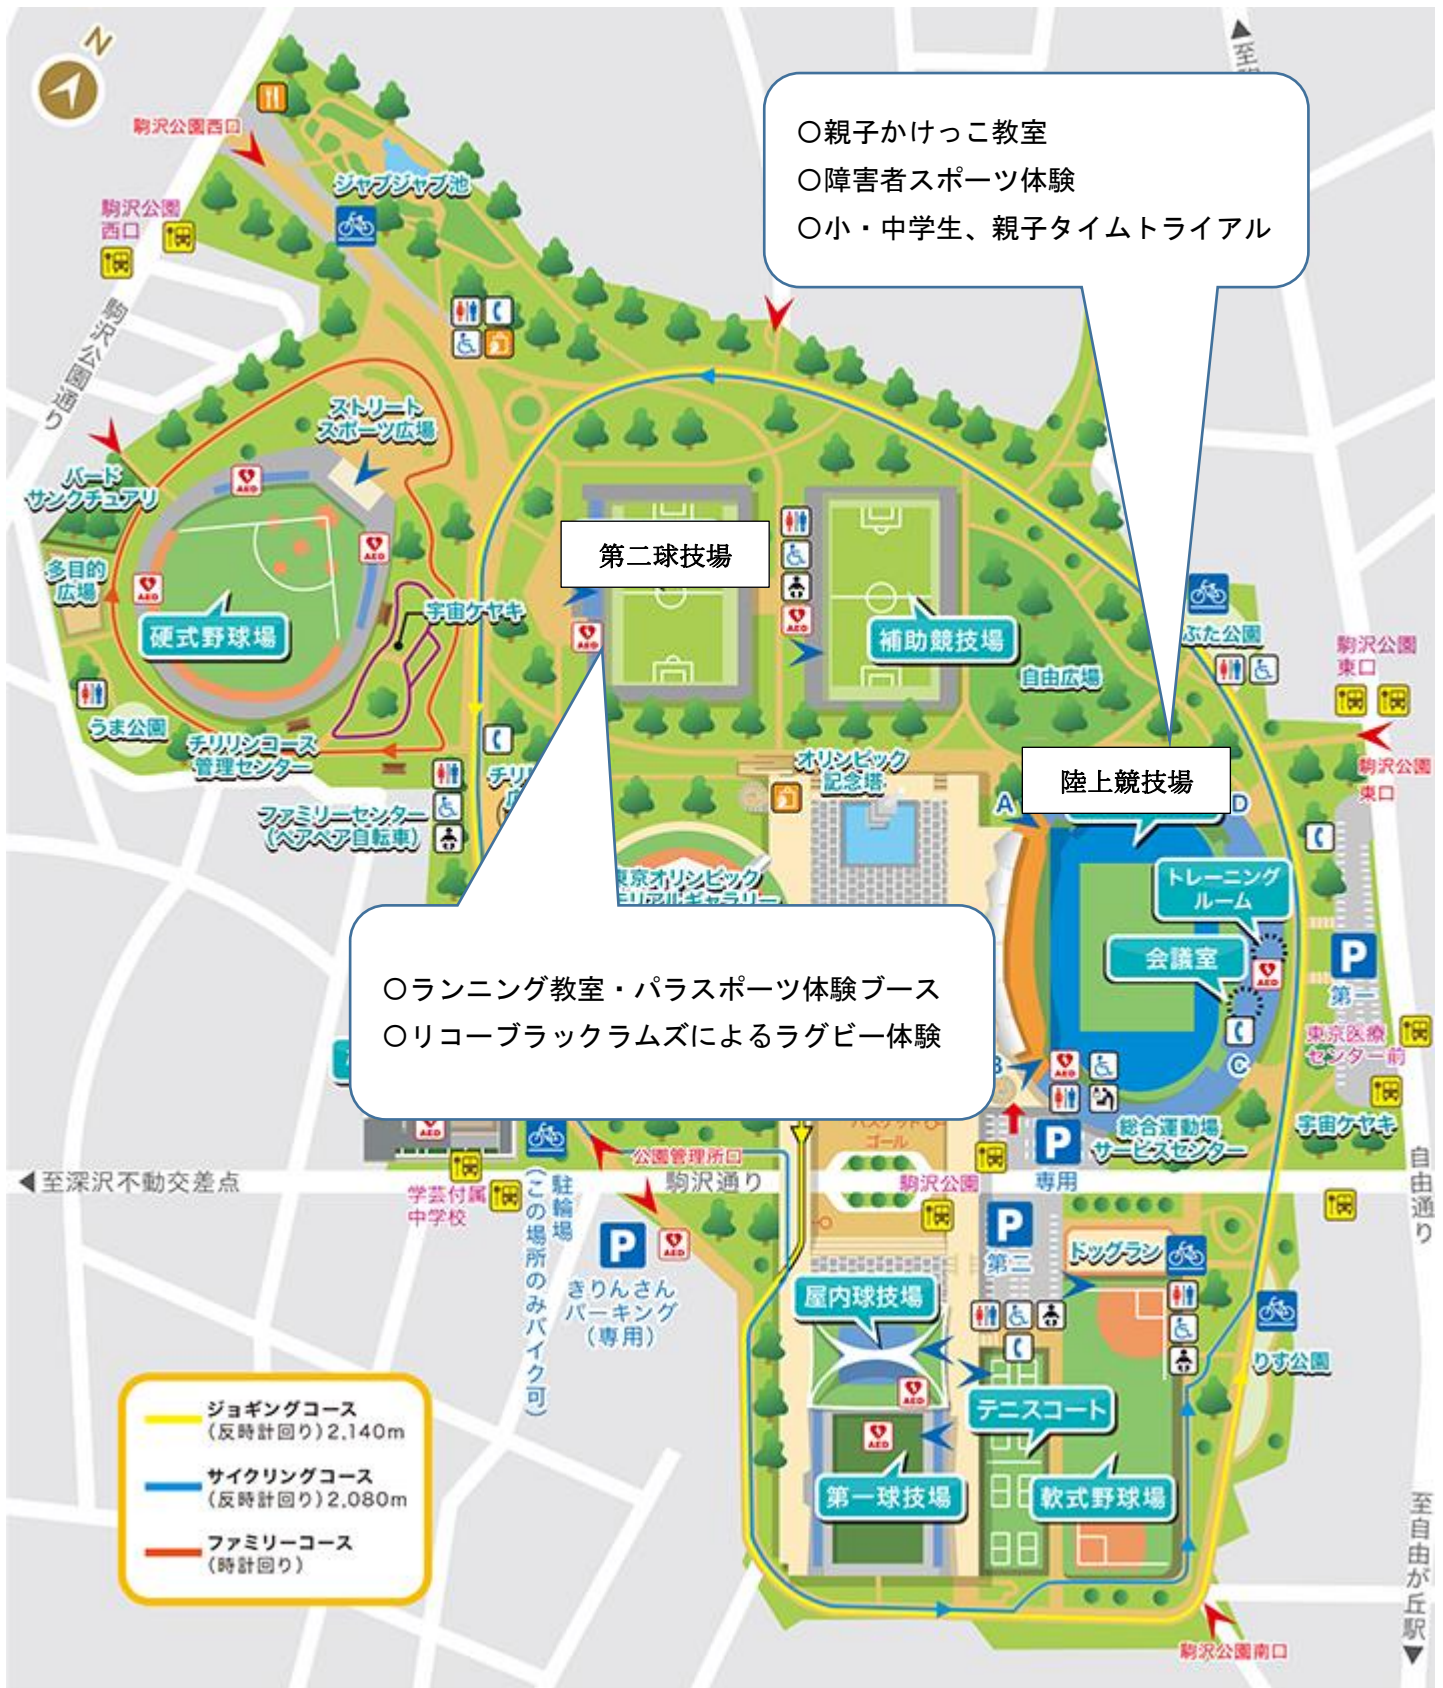 N
▲至
駒沢公園西口
〇親子かけっこ教室
〇障害者スポーツ体験
〇小・中学生、親子タイムトライアル
ジャブジャブ池
駒沢公園
西口
駒沢公園通り
ストリート
スポーツ広場
バード
サンクチュアリ
AED
AED
AED
多目的
広場
硬式野球場
宇宙ケヤキ
うま公園
チリリンコース
管理センター
ファミリーセンター
(ペアペア自転車)
第二球技場
AED
AED
補助競技場
自由広場
ぶた公園
駒沢公園
東口
駒沢公園
東口
オリンピック
記念塔
陸上競技場
A
D
東京オリンピック
トレーニング
ルーム
会議室
AED
P
第一
東京医療
センター前
宇宙ケヤキ
C
〇ランニング教室・パラスポーツ体験ブース
〇リコーブラックラムズによるラグビー体験
AED
AED
ゴール
P
専用
総合運動場
サービスセンター
自由通り
◀至深沢不動交差点
公園管理所口
駒沢通り
駒沢公園
学芸付属
中学校
駐輪場
(この場所のみバイク可)
P
AED
きりんさん
パーキング
(専用)
P
第二
ドッグラン
屋内球技場
りす公園
AED
AED
テニスコート
第一球技場
軟式野球場
ジョギングコース
(反時計回り)2,140m
サイクリングコース
(反時計回り)2,080m
ファミリーコース
(時計回り)
至自由が丘駅▼
駒沢公園南口